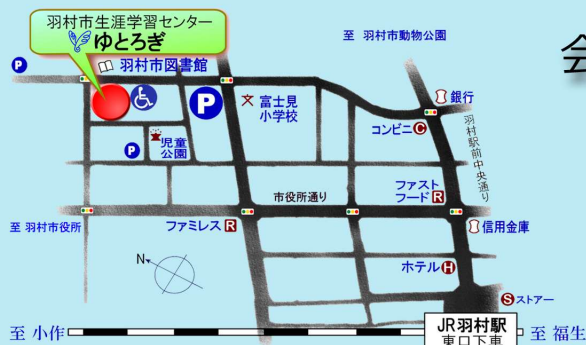 羽村市生涯学習センター
ゆとろぎ
至 羽村市動物公園
会
P
羽村市図書館
P
富士見
小学校
銀行
コンビニ C
羽村駅前中央通り
P
児童
公園
市役所通り
ファスト
フード R
至 羽村市役所
ファミレス R
信用金庫
N
ホテル H
S ストアー
至 小作
JR羽村駅
東口下車
至 福生